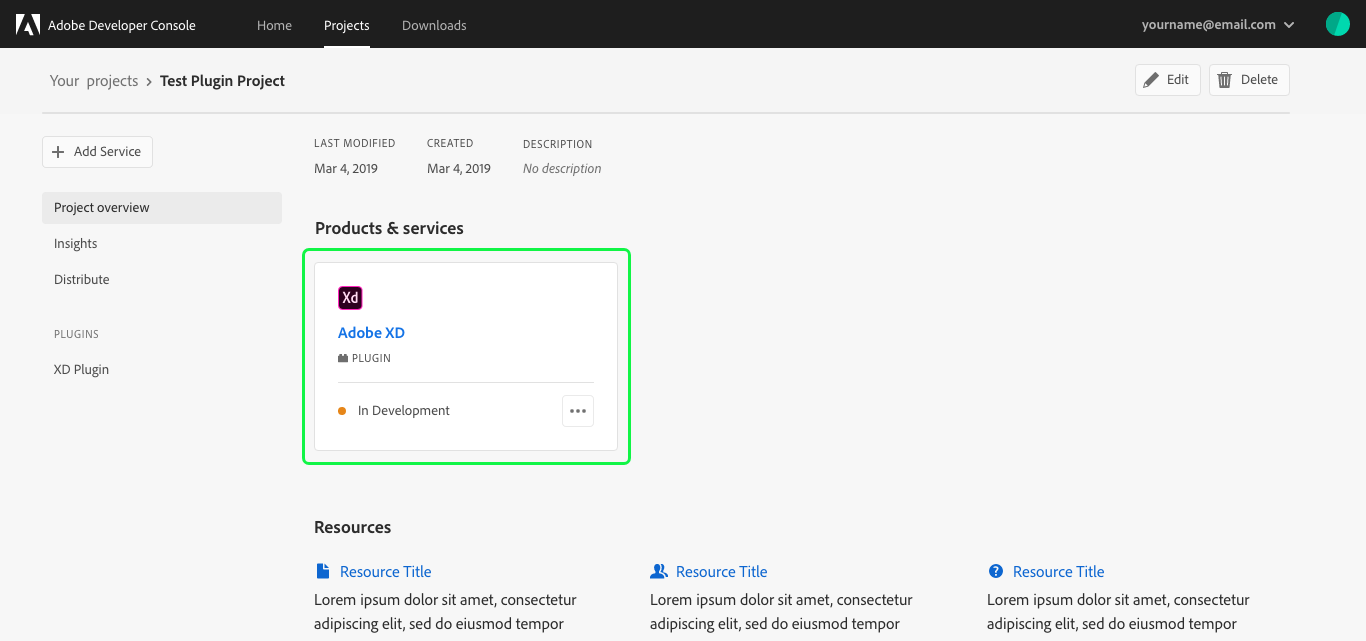 Adobe Developer Console
Home
Projects
Downloads
yourname@email.com
Your projects › Test Plugin Project
Edit
Delete
Add Service
Project overview
Insights
Distribute
PLUGINS
XD Plugin
LAST MODIFIED
Mar 4, 2019
CREATED
Mar 4, 2019
DESCRIPTION
No description
Products & services
Xd
Adobe XD
PLUGIN
In Development
Resources
Resource Title
Lorem ipsum dolor sit amet, consectetur
adipiscing elit, sed do eiusmod tempor
Resource Title
Lorem ipsum dolor sit amet, consectetur
adipiscing elit, sed do eiusmod tempor
Resource Title
Lorem ipsum dolor sit amet, consectetur
adipiscing elit, sed do eiusmod tempor